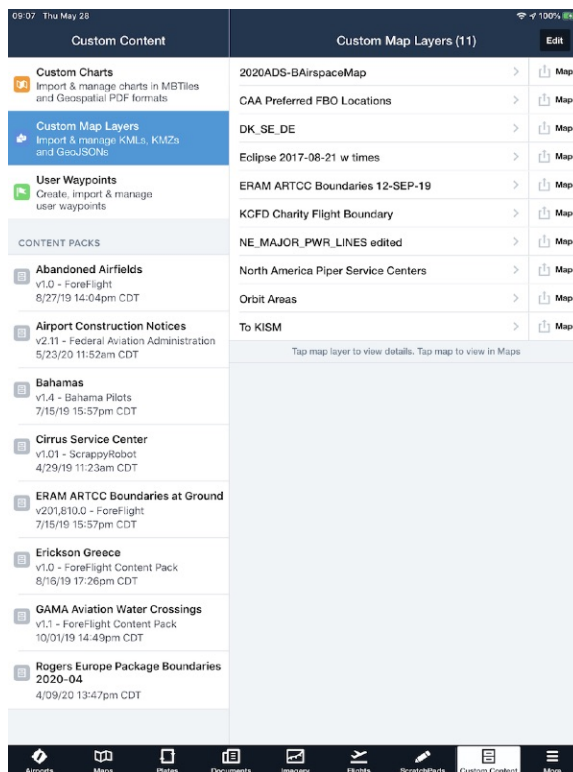 09:07 Thu May 28
100%
Custom Content
Custom Charts
Import & manage charts in MBTiles
and Geospatial PDF formats
Custom Map Layers
Import & manage KMLs, KMZs
and GeoJSONs
User Waypoints
Create, import & manage
user waypoints
CONTENT PACKS
Abandoned Airfields
v1.0 - ForeFlight
8/27/19 14:04pm CDT
Airport Construction Notices
v2.11 - Federal Aviation Administration
5/23/20 11:52am CDT
Bahamas
v1.4 - Bahama Pilots
7/15/19 15:57pm CDT
Cirrus Service Center
v1.01 - ScrappyRobot
4/29/19 11:23am CDT
ERAM ARTCC Boundaries at Ground
v201,810.0 - ForeFlight
7/15/19 15:57pm CDT
Erickson Greece
v1.0 - ForeFlight Content Pack
8/16/19 17:26pm CDT
GAMA Aviation Water Crossings
v1.1 - ForeFlight Content Pack
10/01/19 14:49pm CDT
Rogers Europe Package Boundaries
2020-04
4/09/20 13:47pm CDT
Custom Map Layers (11)
Edit
2020ADS-BAirspaceMap Map
CAA Preferred FBO Locations Map
DK_SE_DE Map
Eclipse 2017-08-21 w times Map
ERAM ARTCC Boundaries 12-SEP-19 Map
KCFD Charity Flight Boundary Map
NE_MAJOR_PWR_LINES edited Map
North America Piper Service Centers Map
Orbit Areas Map
To KISM Map
Tap map layer to view details. Tap map to view in Maps
Airports Maps Plates Documents Imagery Flights ScratchPads Custom Content More